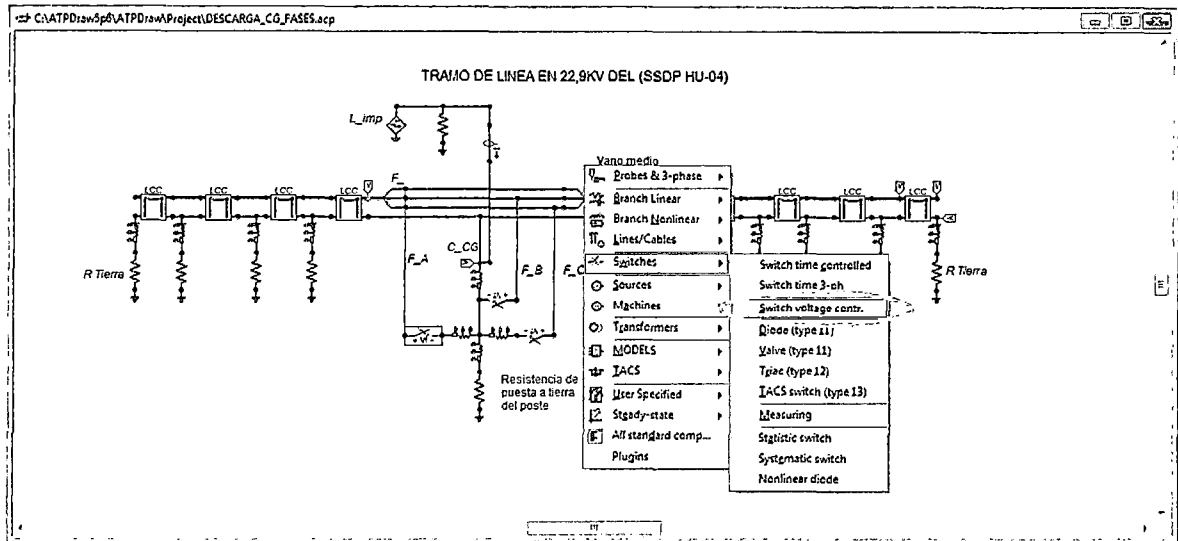 C:\ATPDraw5p6\ATPDraw\Project\DESCARGA_CG_FASES.acp
TRAMO DE LINEA EN 22,9KV DEL (SSDP HU-04)
L_imp
Vano medio
LCC LCC LCC LCC
F_
LCC LCC LCC
V V V
C_CG
F_A F_B F_C
R Tierra
R Tierra
Resistencia de
puesta a tierra
del poste
Probes & 3-phase
Branch Linear
Branch Nonlinear
Lines/Cables
Switches
Sources
Machines
Transformers
MODELS
TACS
User Specified
Steady-state
All standard comp...
Plugins
Switch time controlled
Switch time 3-ph
Switch voltage contr.
Diode (type 11)
Valve (type 11)
Triac (type 12)
TACS switch (type 13)
Measuring
Statistic switch
Systematic switch
Nonlinear diode